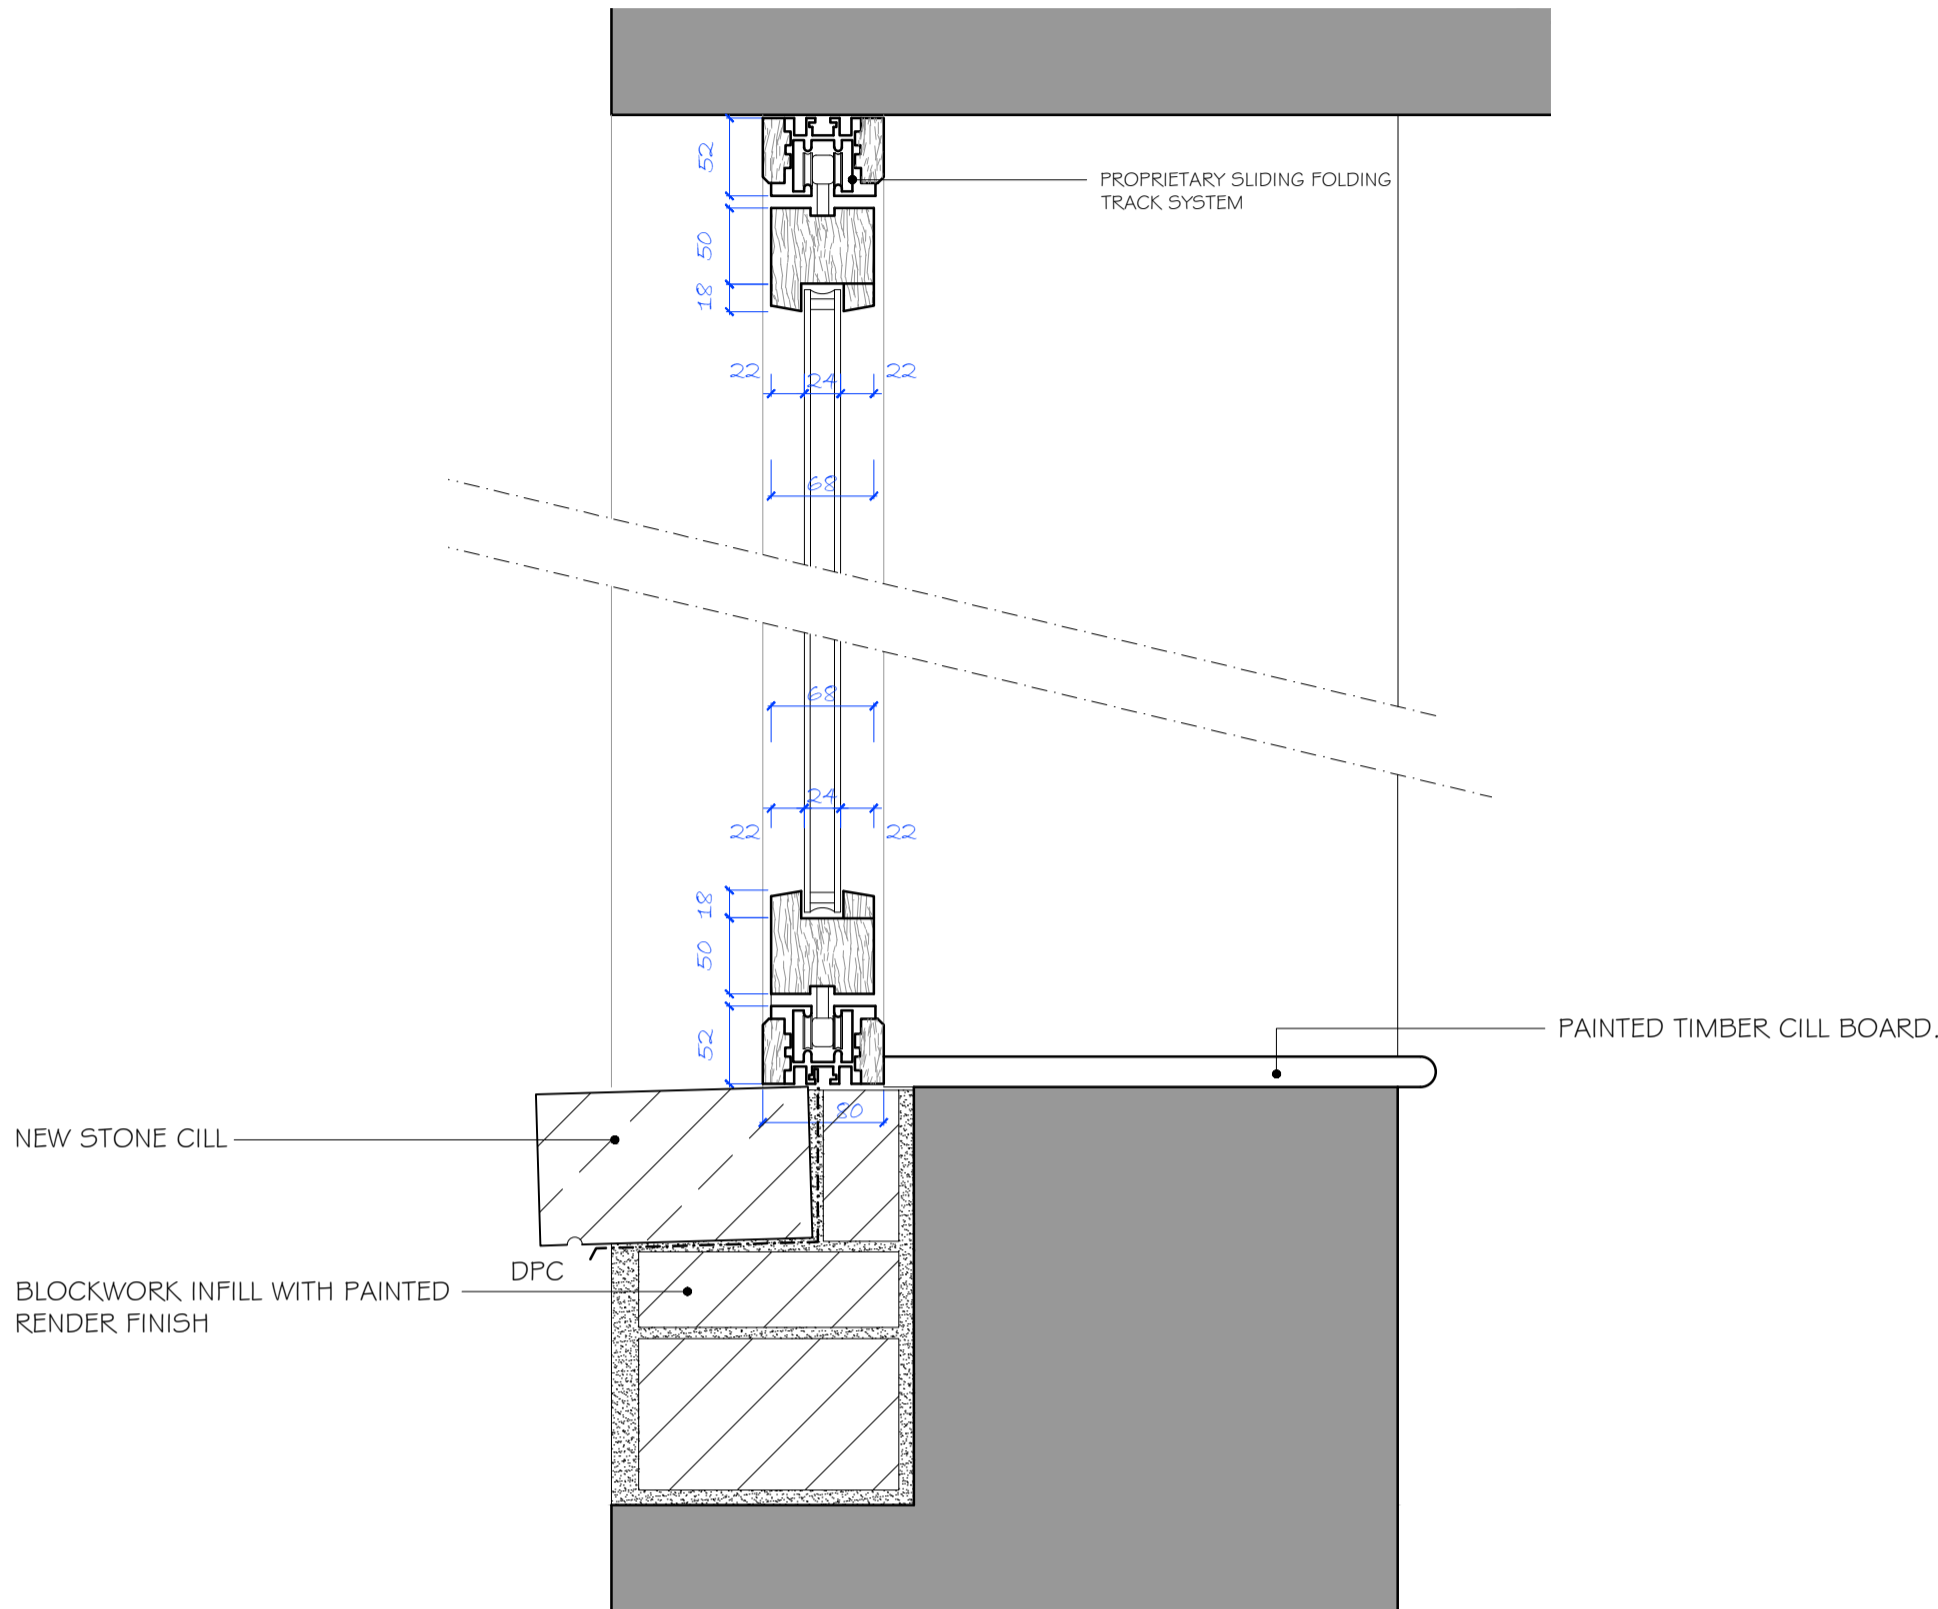 52
PROPRIETARY SLIDING FOLDING
TRACK SYSTEM
50
18
22 24 22
68
68
24
22 22
18
50
52
PAINTED TIMBER CILL BOARD.
80
NEW STONE CILL
DPC
BLOCKWORK INFILL WITH PAINTED
RENDER FINISH